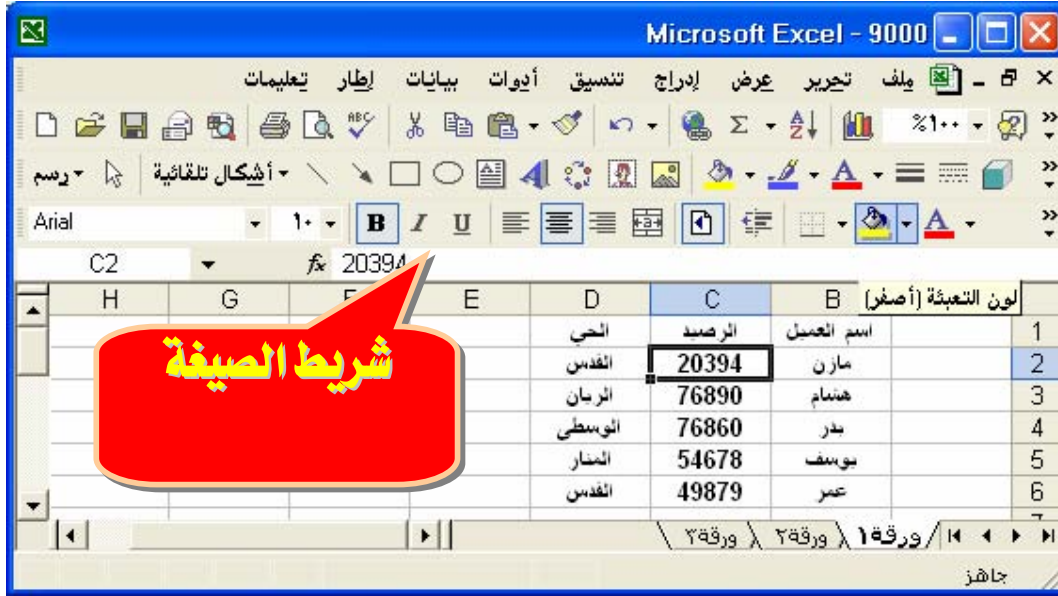 Microsoft Excel - 9000
ملف تحرير عرض إدراج تنسيق أدوات بيانات إطار تعليمات
ABC Σ %١٠٠
رسم أشكال تلقائية
Arial ١٠ B I U
C2 fx 20394
H G F E D C B
لون التعبئة (أصفر)
1 اسم العميل الرصيد الحي
2 مازن 20394 القدس
3 هشام 76890 الريان
4 بدر 76860 الوسطى
5 يوسف 54678 المنار
6 عمر 49879 القدس
شريط الصيغة
ورقة١ ورقة٢ ورقة٣
جاهز